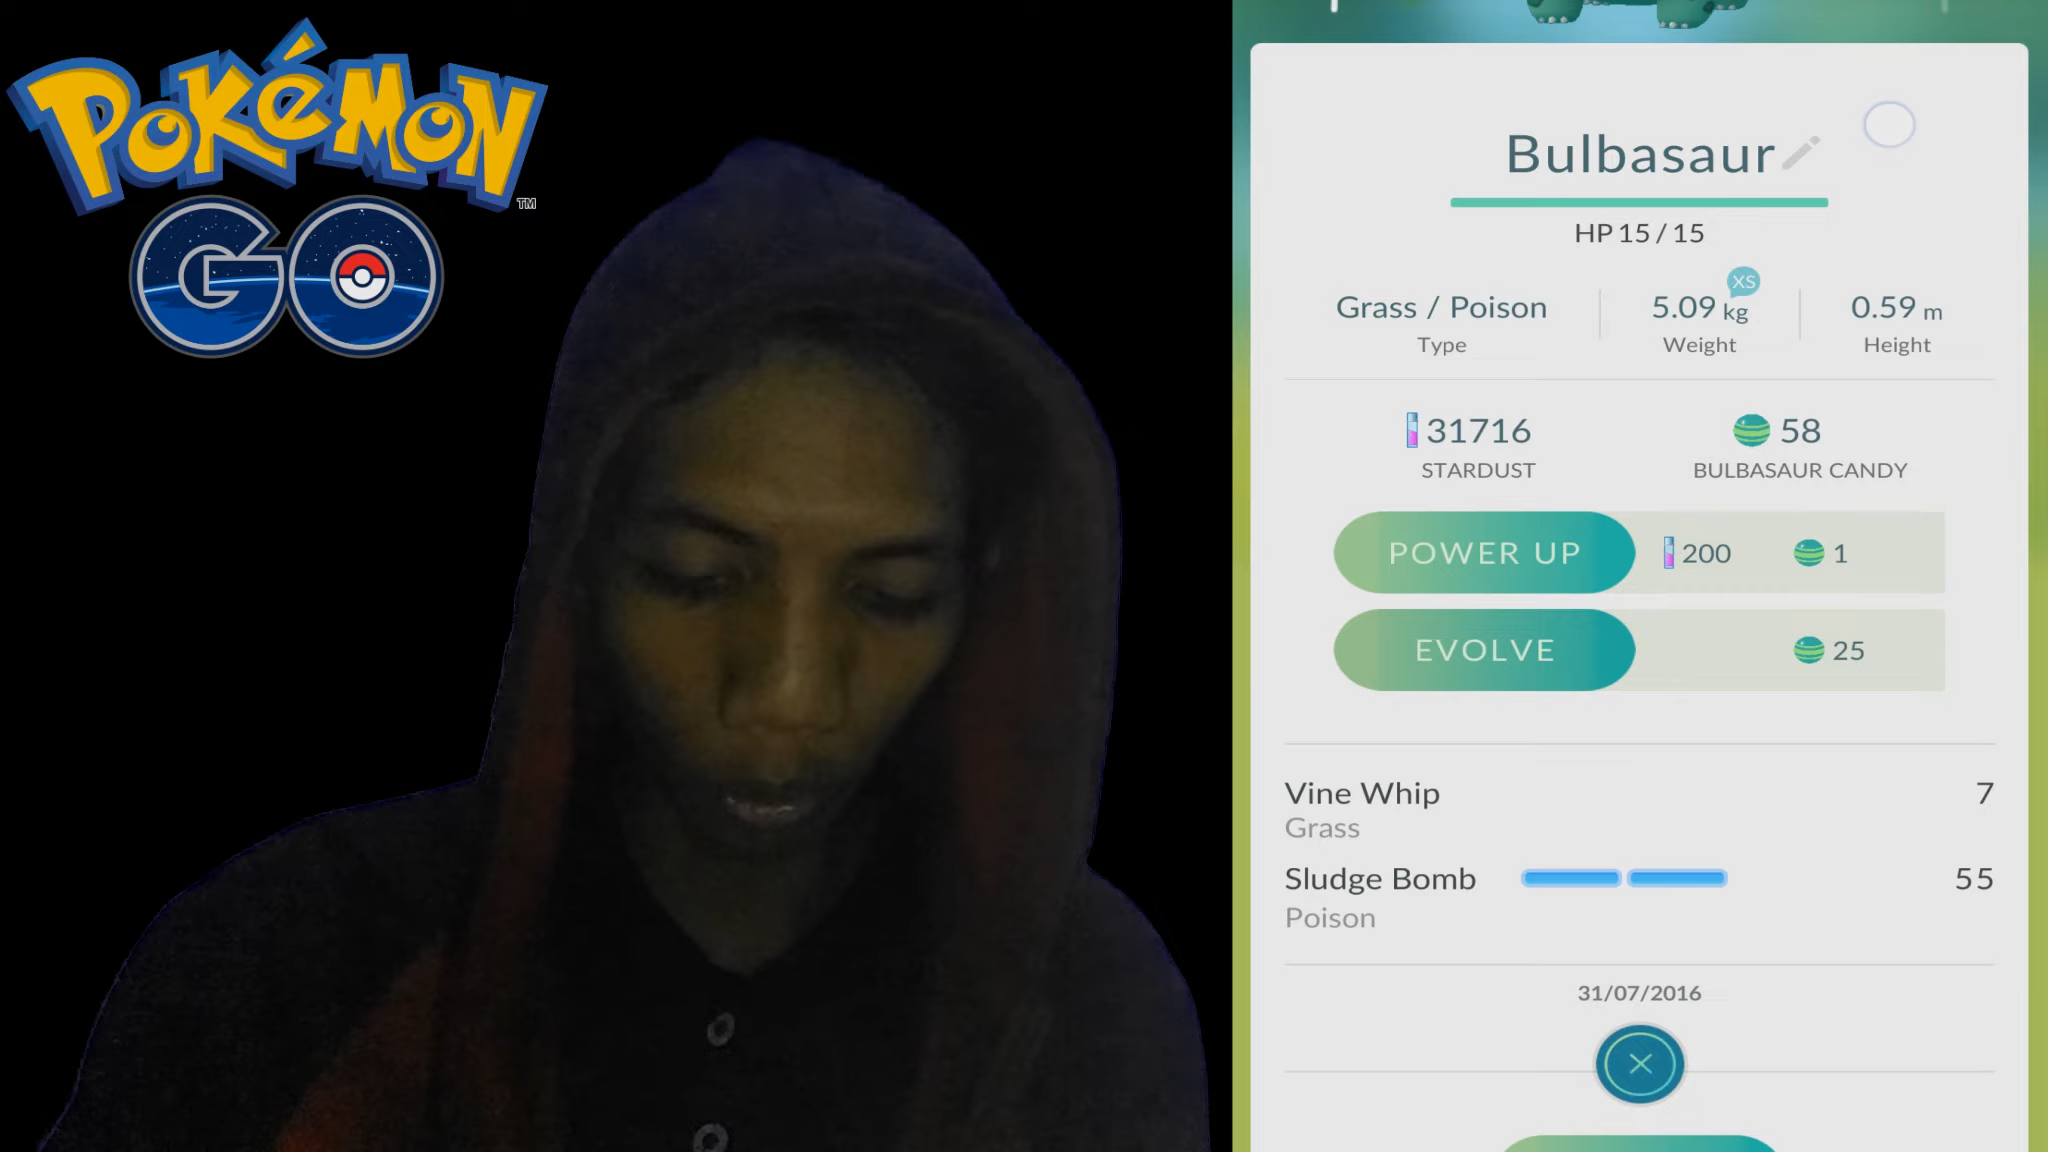 POKéMON
TM
GO
Bulbasaur
HP 15 / 15
XS
Grass / Poison
5.09 kg
0.59 m
Type
Weight
Height
31716
58
STARDUST
BULBASAUR CANDY
POWER UP
200
1
EVOLVE
25
Vine Whip
7
Grass
Sludge Bomb
55
Poison
31/07/2016